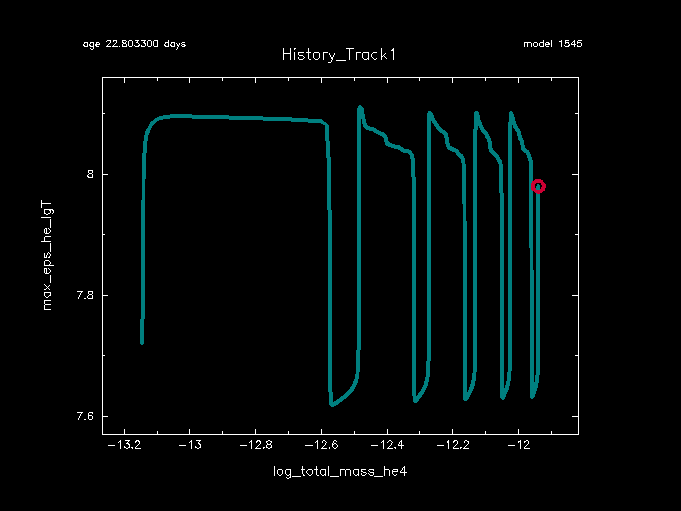 age 22.803300 days
model 1545
History_Track1
8
7.8
7.6
max_eps_he_lgT
-13.2 -13 -12.8 -12.6 -12.4 -12.2 -12
log_total_mass_he4